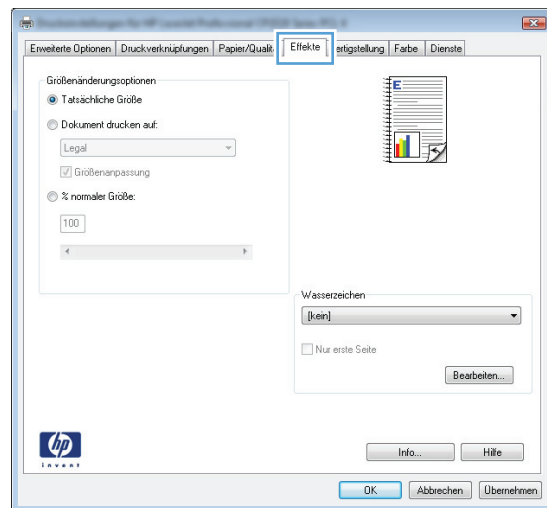 Erweiterte Optionen Druckverknüpfungen Papier/Qualit Effekte ertigstellung Farbe Dienste
Größenänderungsoptionen
Tatsächliche Größe
Dokument drucken auf:
Legal
Größenanpassung
% normaler Größe:
100
E
Wasserzeichen
[kein]
Nur erste Seite
Bearbeiten...
hp
invent
Info... Hilfe
OK Abbrechen Übernehmen